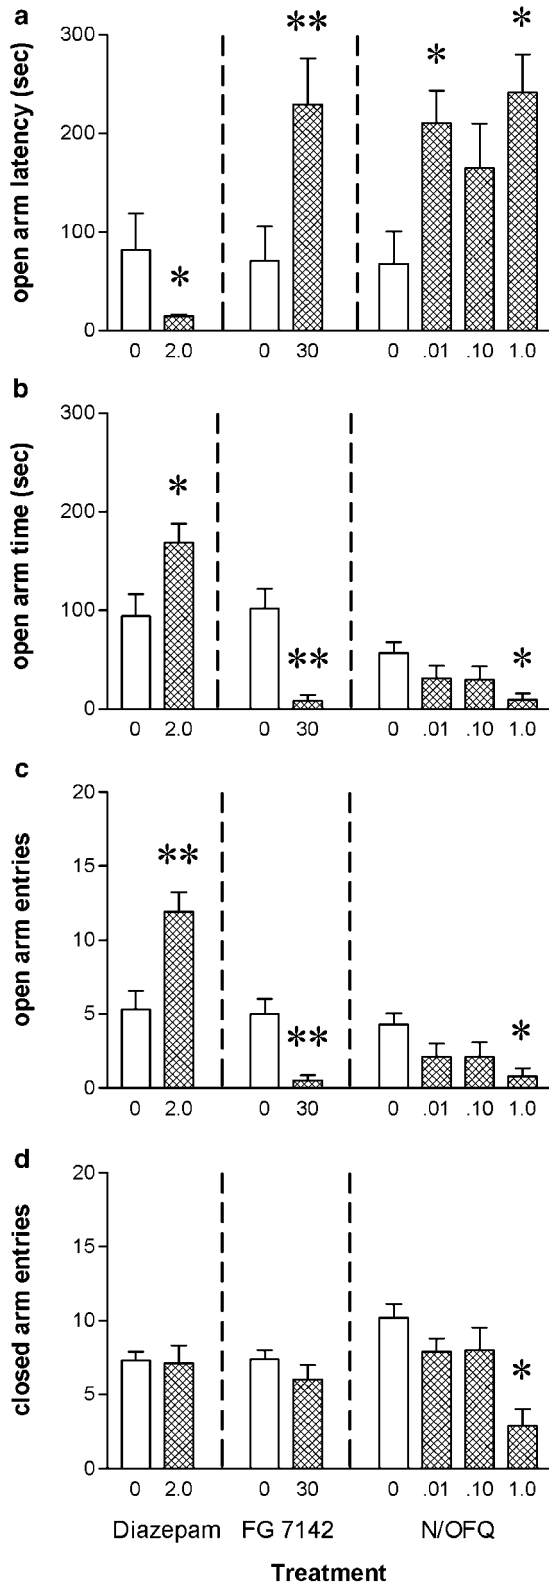 a
open arm latency (sec)
300
200
100
0
** * *
*
0 2.0 0 30 0 .01 .10 1.0
b
open arm time (sec)
300
200
100
0
*
** *
0 2.0 0 30 0 .01 .10 1.0
c
open arm entries
20
15
10
5
0
**
** *
0 2.0 0 30 0 .01 .10 1.0
d
closed arm entries
20
15
10
5
0
*
0 2.0 0 30 0 .01 .10 1.0
Diazepam FG 7142 N/OFQ
Treatment